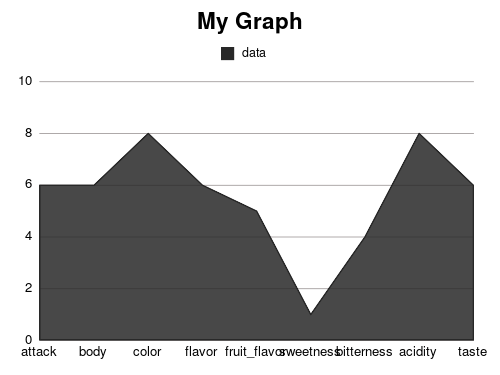 My Graph
data
10
8
6
4
2
0
attack body color flavor fruit_flavor sweetness bitterness acidity taste